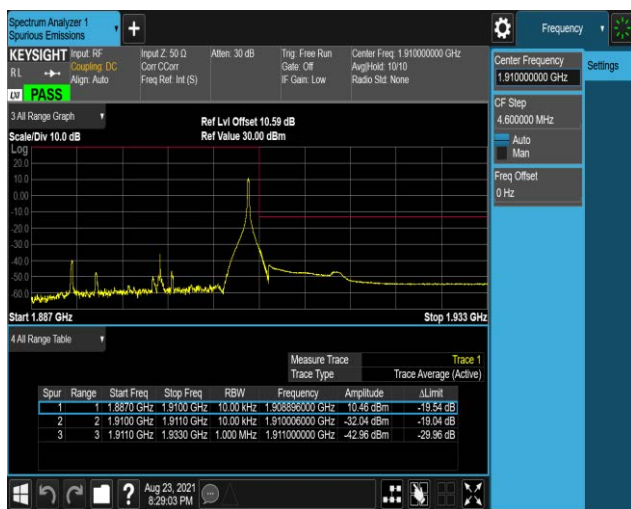 Spectrum Analyzer 1
Spurious Emissions
Frequency
KEYSIGHT
RL
Input: RF
Coupling: DC
Align: Auto
Input Z: 50 Ω
Corr CCorr
Freq Ref: Int (S)
Atten: 30 dB
Trig: Free Run
Gate: Off
IF Gain: Low
Center Freq: 1.910000000 GHz
Avg|Hold: 10/10
Radio Std: None
LXI PASS
Center Frequency
1.910000000 GHz
Settings
CF Step
4.600000 MHz
Auto
Man
Freq Offset
0 Hz
3 All Range Graph
Scale/Div 10.0 dB
Ref Lvl Offset 10.59 dB
Ref Value 30.00 dBm
Log
20.0
10.0
0.00
-10.0
-20.0
-30.0
-40.0
-50.0
-60.0
Start 1.887 GHz
Stop 1.933 GHz
4 All Range Table
Measure Trace Trace 1
Trace Type Trace Average (Active)
Spur Range Start Freq Stop Freq RBW Frequency Amplitude ΔLimit
1 1 1.8870 GHz 1.9100 GHz 10.00 kHz 1.908896000 GHz 10.46 dBm -19.54 dB
2 2 1.9100 GHz 1.9110 GHz 10.00 kHz 1.910006000 GHz -32.04 dBm -19.04 dB
3 3 1.9110 GHz 1.9330 GHz 1.000 MHz 1.911000000 GHz -42.96 dBm -29.96 dB
Aug 23, 2021
8:29:03 PM